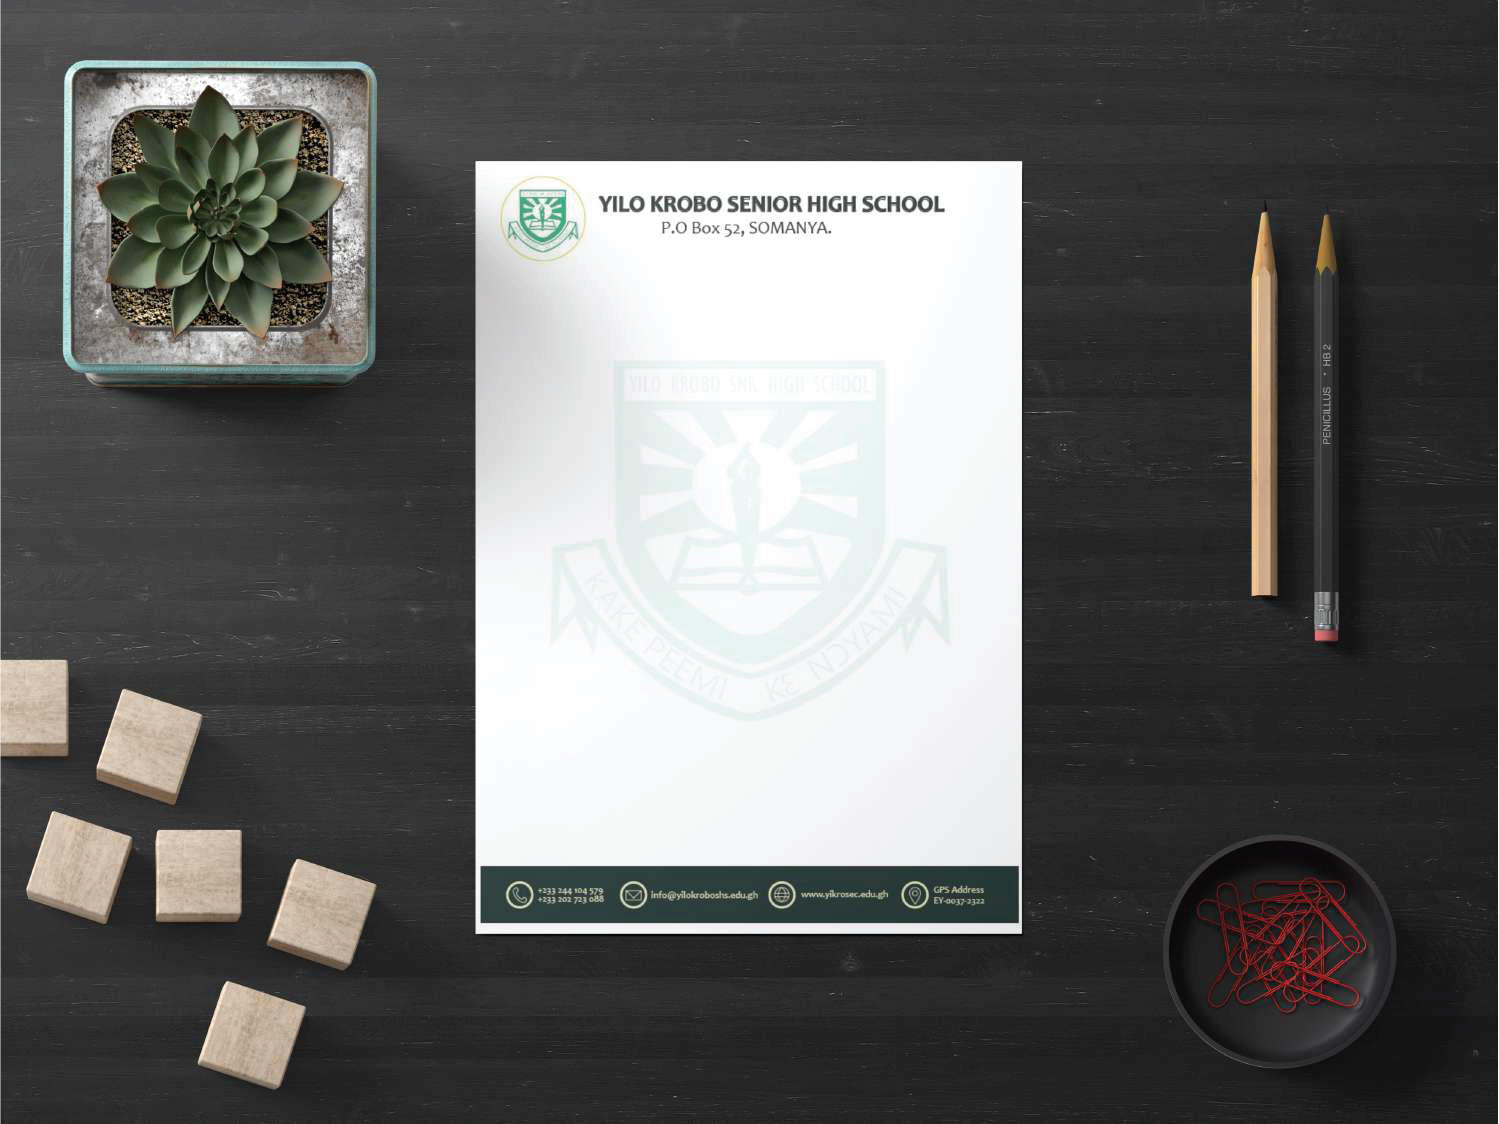 YILO KROBO SENIOR HIGH SCHOOL
P.O Box 52, SOMANYA.
YILO KROBO SNR. HIGH SCHOOL
KAKE PEEMI KƐ NƆYAMI
+233 244 104 579
+233 202 723 088
info@yilokroboshs.edu.gh
www.yikrosec.edu.gh
GPS Address
EY-0037-2322
PENICILLUS • HB 2